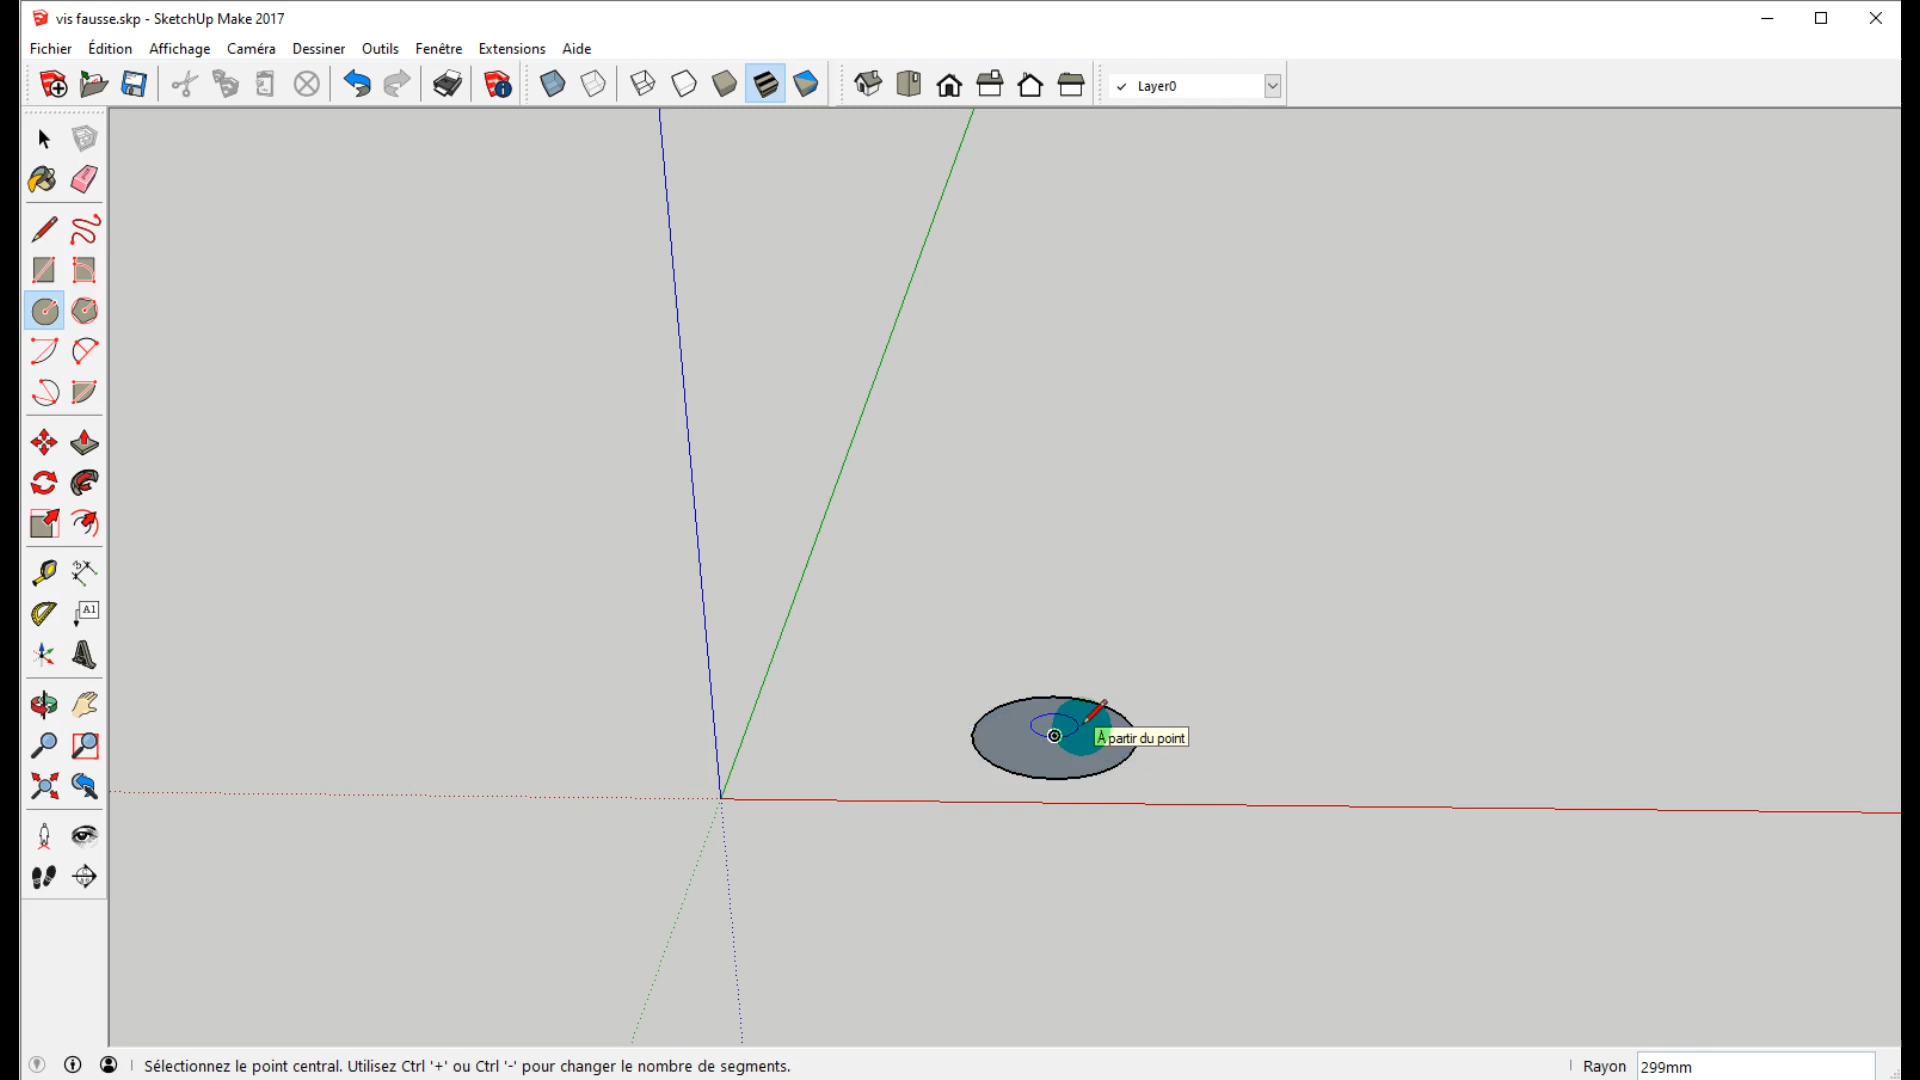 vis fausse.skp - SketchUp Make 2017
Fichier Édition Affichage Caméra Dessiner Outils Fenêtre Extensions Aide
✓ Layer0
A1
À partir du point
Sélectionnez le point central. Utilisez Ctrl '+' ou Ctrl '-' pour changer le nombre de segments.
Rayon 299mm